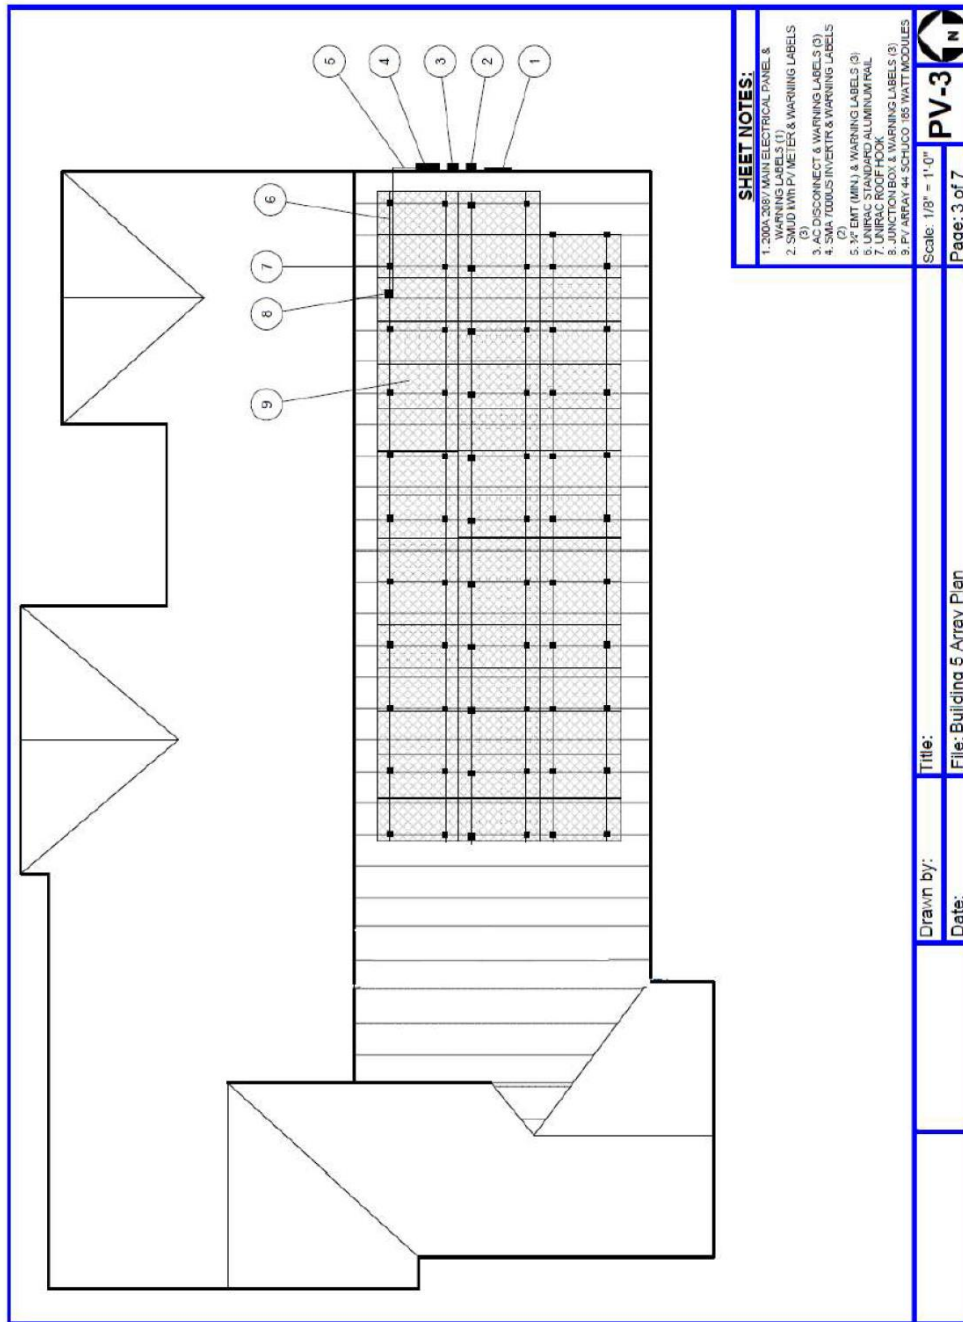 5
4
3
2
1
6
7
8
9
SHEET NOTES:
1. 200A 208V MAIN ELECTRICAL PANEL &
WARNING LABELS (1)
2. SMUD kWh PV METER & WARNING LABELS
(3)
3. AC DISCONNECT & WARNING LABELS (3)
4. SMA 7000US INVERTR & WARNING LABELS
(2)
5. ¾" EMT (MIN.) & WARNING LABELS (3)
6. UNIRAC STANDARD ALUMINUM RAIL
7. UNIRAC ROOF HOOK
8. JUNCTION BOX & WARNING LABELS (3)
9. PV ARRAY 44 SCHUCO 185 WATT MODULES
Drawn by:
Title:
Scale: 1/8" = 1'-0"
PV-3
N
Date:
File: Building 5 Array Plan
Page: 3 of 7